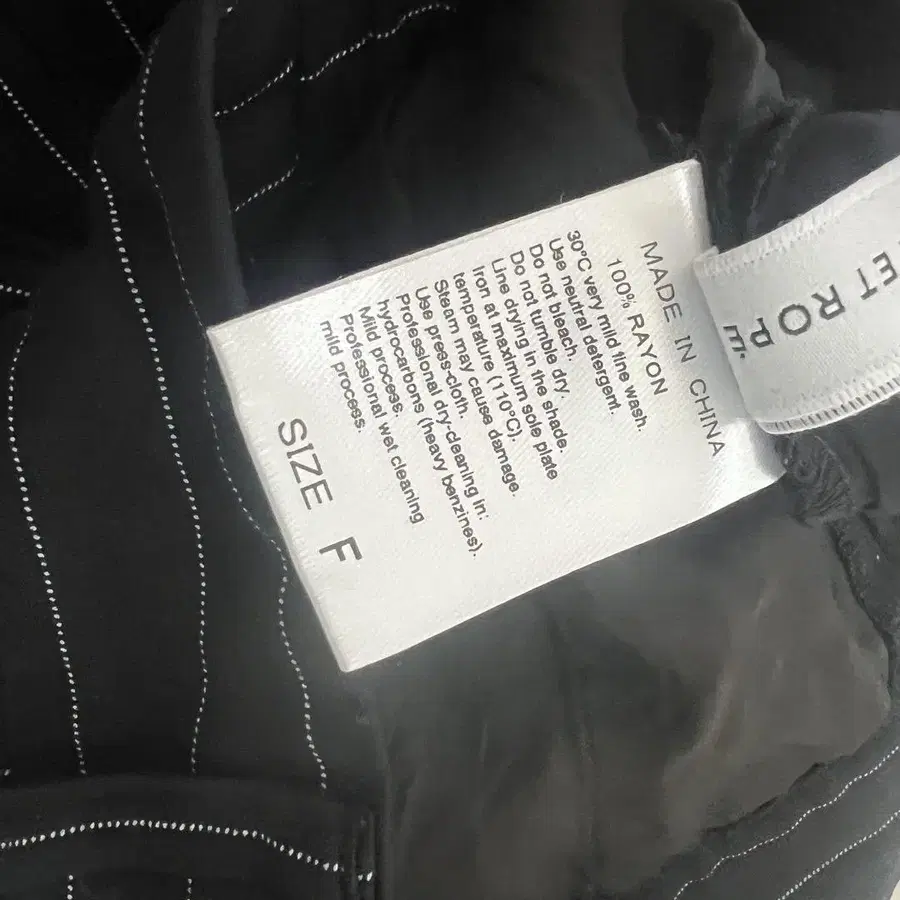 MADE IN CHINA
100% RAYON
30°C very mild fine wash.
Use neutral detergent.
Do not bleach.
Do not tumble dry.
Line drying in the shade.
Iron at maximum sole plate
temperature (110°C).
Steam may cause damage.
Use press-cloth.
Professional dry-cleaning in:
hydrocarbons (heavy benzines).
Mild process.
Professional wet cleaning
mild process.
SIZE F
ET ROP